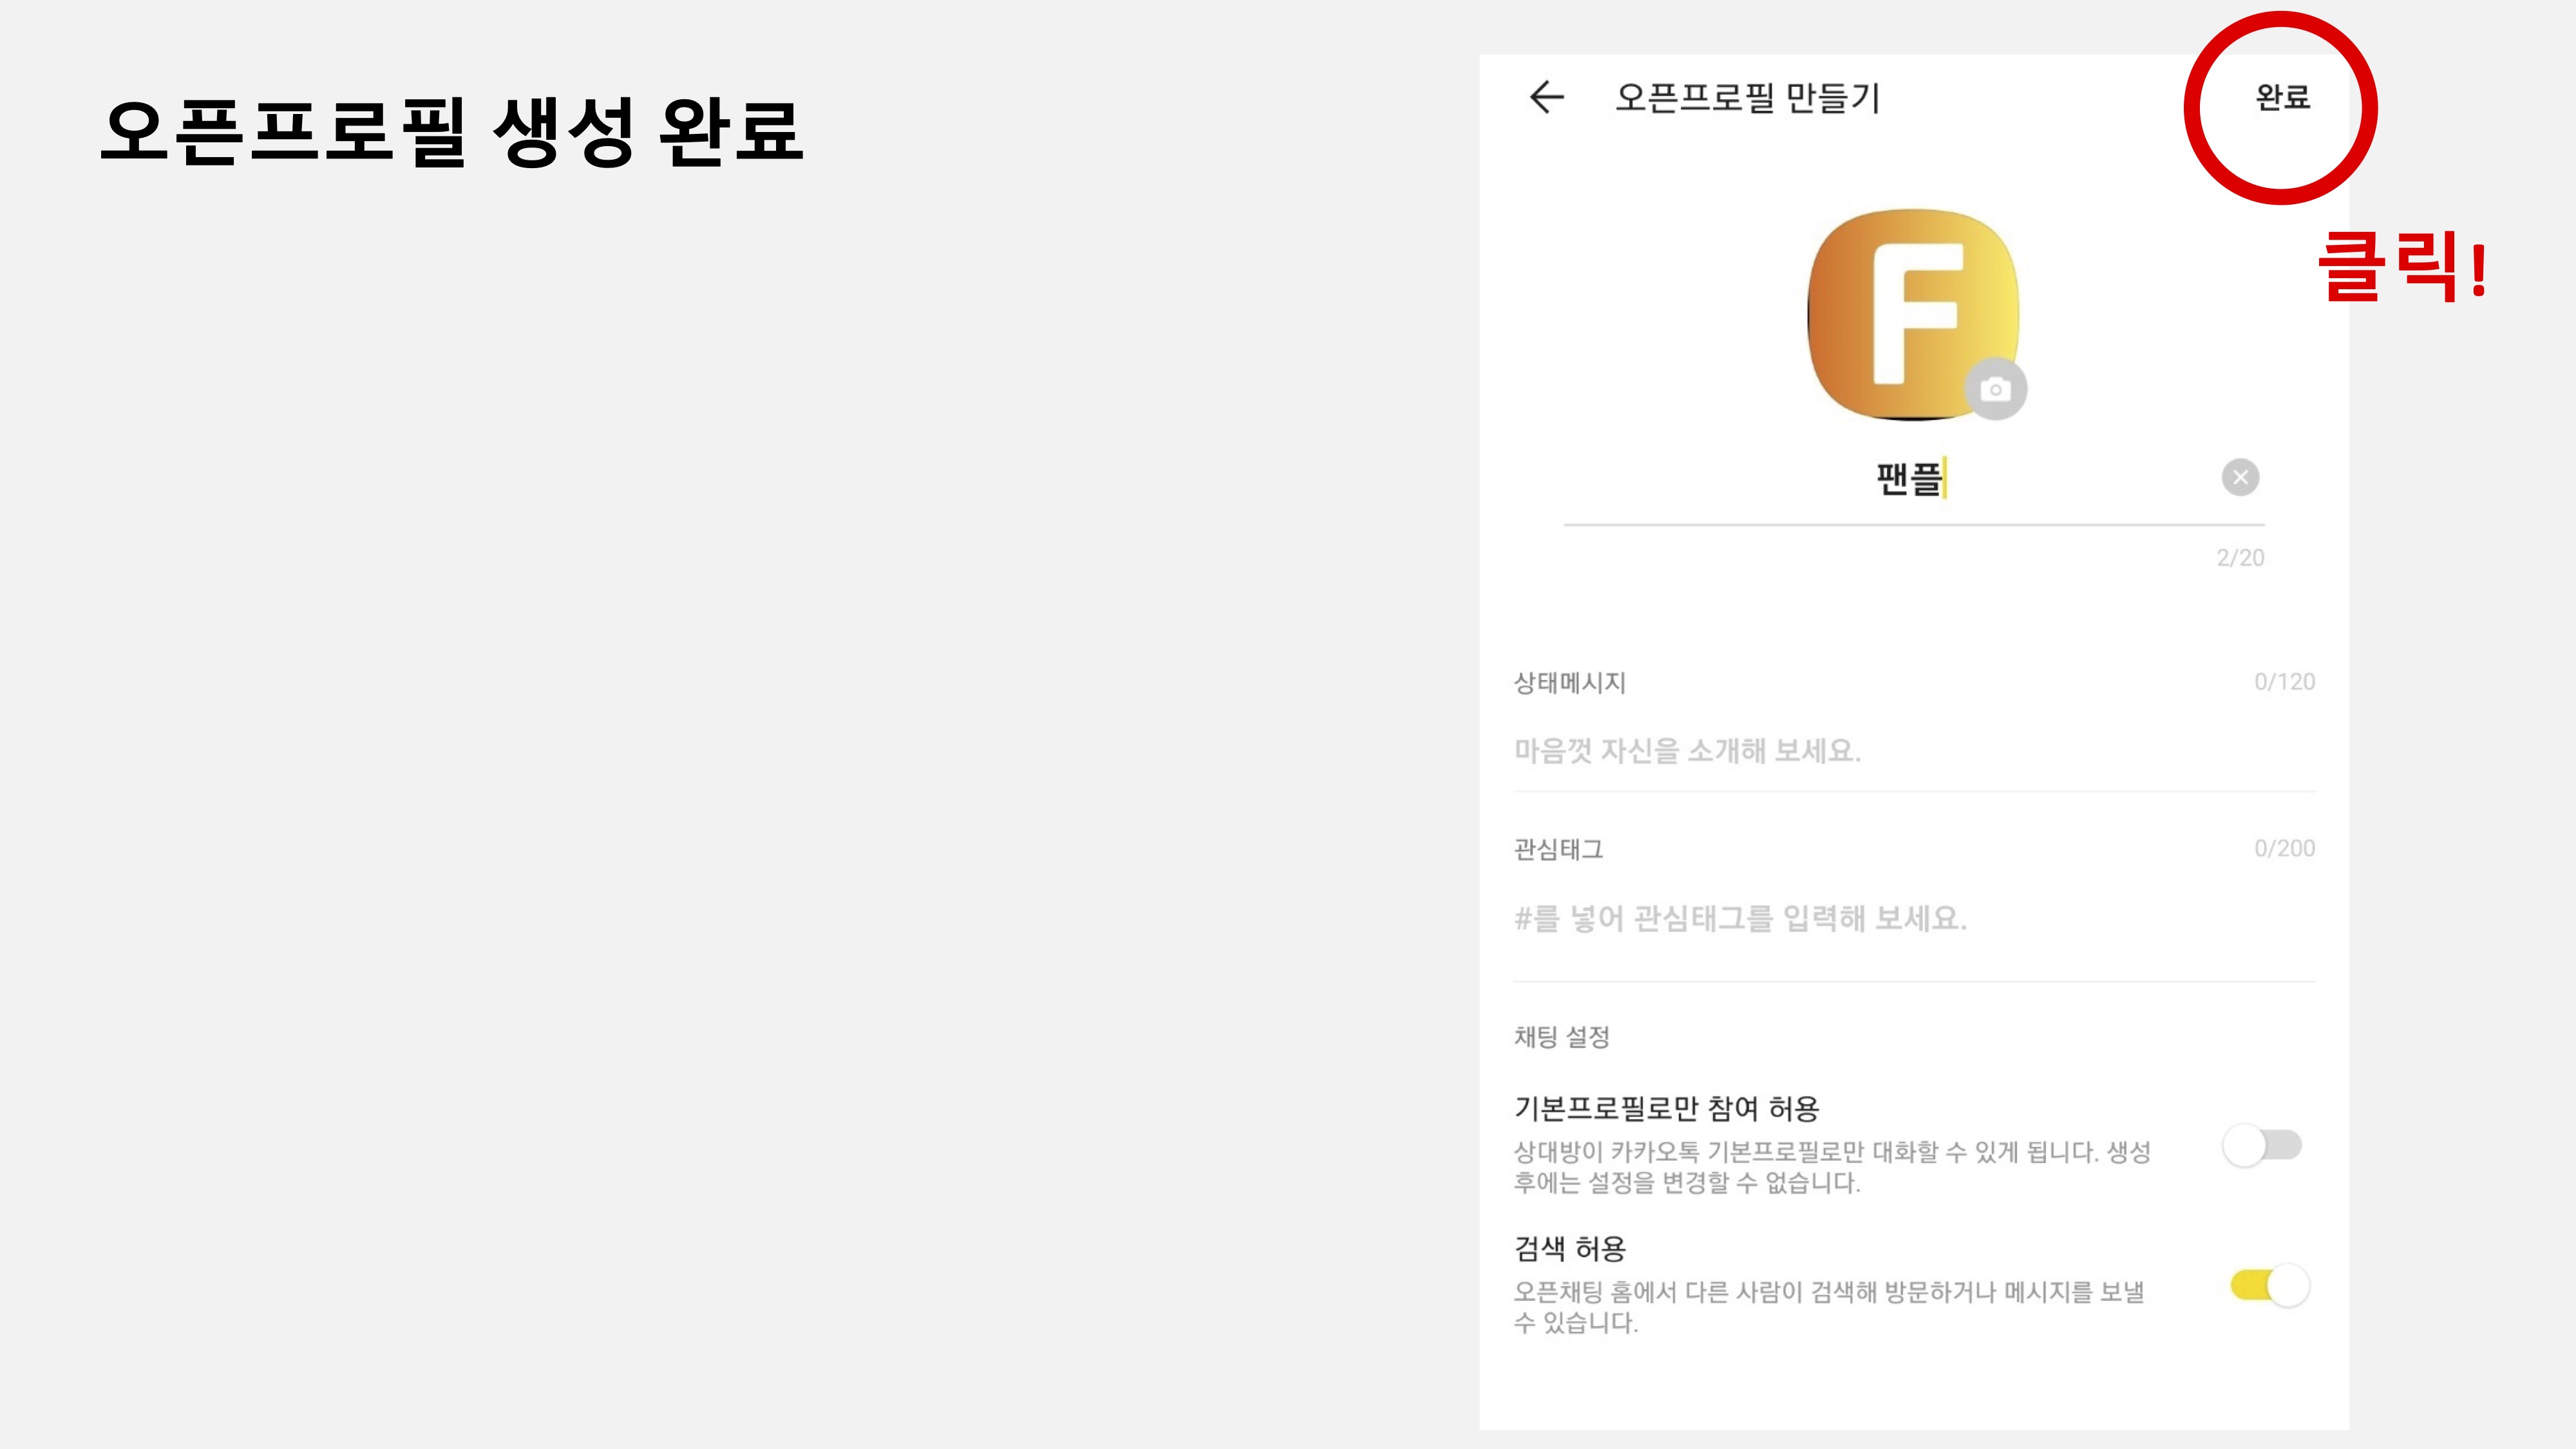 오픈프로필 생성 완료
오픈프로필 만들기
완료
클릭!
F
팬플
2/20
상태메시지
0/120
마음껏 자신을 소개해 보세요.
관심태그
0/200
#를 넣어 관심태그를 입력해 보세요.
채팅 설정
기본프로필로만 참여 허용
상대방이 카카오톡 기본프로필로만 대화할 수 있게 됩니다. 생성
후에는 설정을 변경할 수 없습니다.
검색 허용
오픈채팅 홈에서 다른 사람이 검색해 방문하거나 메시지를 보낼
수 있습니다.